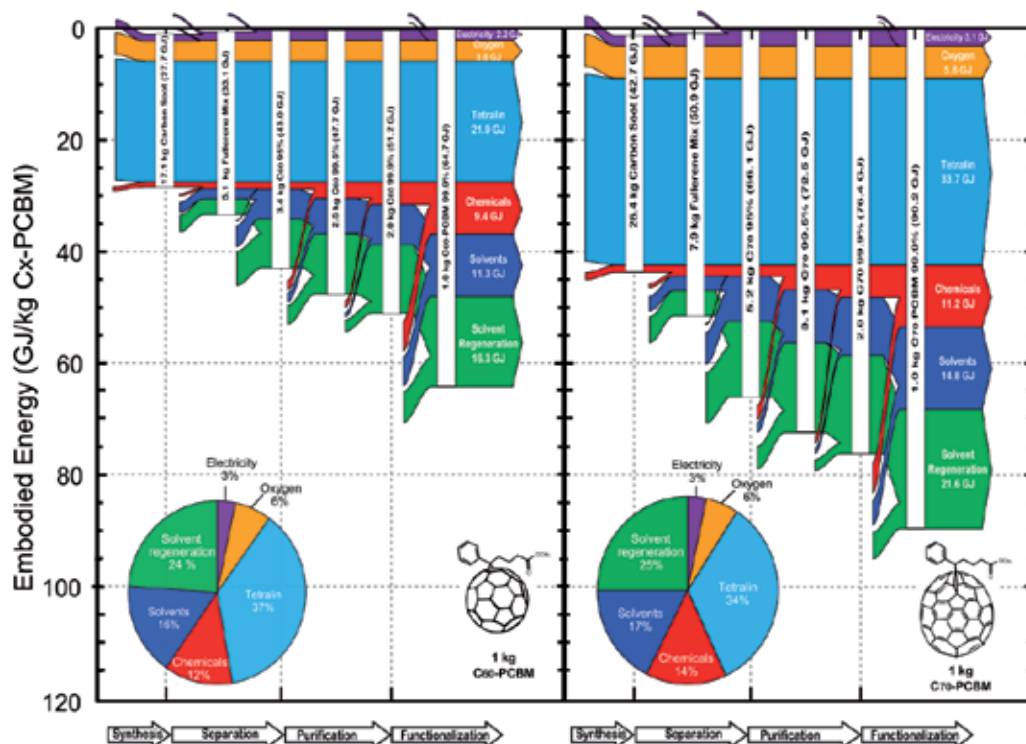 Embodied Energy (GJ/kg Cx-PCBM)
0
20
40
60
80
100
120
17.1 kg Carbon Soot (27.7 GJ)
5.1 kg Fullerene Mix (33.1 GJ)
3.4 kg C60 95% (43.0 GJ)
C60 99.5% (47.7 GJ)
C60 99.9% (51.2 GJ)
1.0 kg C60-PCBM 99.0% (64.7 GJ)
Electricity 2.2 GJ
Oxygen
3.8 GJ
Tetralin
21.9 GJ
Chemicals
9.4 GJ
Solvents
11.3 GJ
Solvent
Regeneration
GJ
Electricity
3%
Oxygen
6%
Tetralin
37%
Chemicals
12%
Solvents
16%
Solvent
regeneration
24 %
1 kg
C60-PCBM
26.4 kg Carbon Soot (42.7 GJ)
7.9 kg Fullerene Mix (50.9 GJ)
5.2 kg C70 95% (66.1 GJ)
3.1 kg C70 (72.5 GJ)
2.0 kg C70 99.9% (76.4 GJ)
1.0 kg C70 PCBM 99.0% (90.2 GJ)
Electricity 3.1 GJ
Oxygen
GJ
Tetralin
33.7 GJ
Chemicals
11.2 GJ
Solvents
14.8 GJ
Solvent
Regeneration
21.6 GJ
Electricity
3%
Oxygen
6%
Tetralin
34%
Chemicals
14%
Solvents
17%
Solvent
regeneration
25%
1 kg
C70-PCBM
Synthesis
Separation
Purification
Functionalization
Synthesis
Separation
Purification
Functionalization